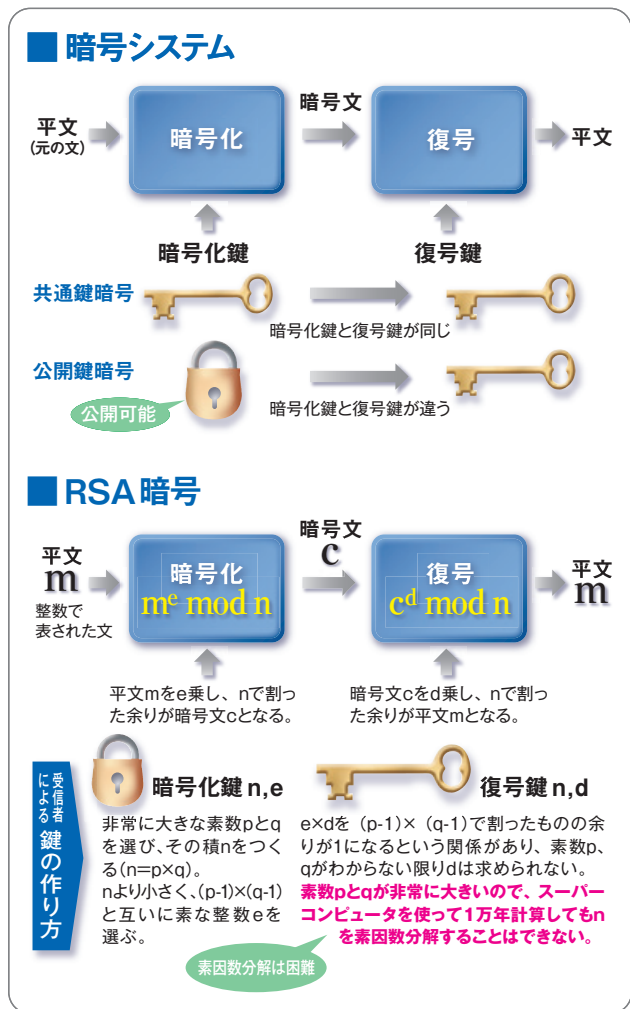 ■ 暗号システム
平文
(元の文)
暗号化
暗号文
復号
平文
暗号化鍵
復号鍵
共通鍵暗号
暗号化鍵と復号鍵が同じ
公開鍵暗号
公開可能
暗号化鍵と復号鍵が違う
■ RSA暗号
平文
m
整数で
表された文
暗号化
mᵉ mod n
暗号文
c
復号
cᵈ mod n
平文
m
平文mをe乗し、nで割っ
た余りが暗号文cとなる。
暗号文cをd乗し、nで割っ
た余りが平文mとなる。
受信者
による
鍵の作り方
暗号化鍵 n,e
非常に大きな素数pとq
を選び、その積nをつく
る(n=p×q)。
nより小さく、(p-1)×(q-1)
と互いに素な整数eを
選ぶ。
復号鍵 n,d
e×dを(p-1)×(q-1)で割ったものの余
りが1になるという関係があり、素数p、
qがわからない限りdは求められない。
素数pとqが非常に大きいので、スーパー
コンピュータを使って1万年計算してもn
を素因数分解することはできない。
素因数分解は困難